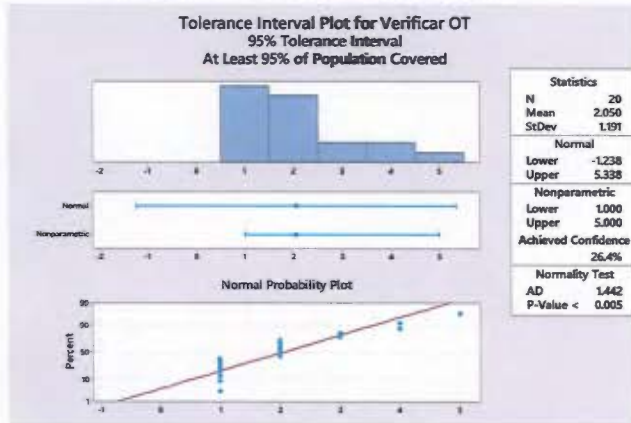 Tolerance Interval Plot for Verificar OT
95% Tolerance Interval
At Least 95% of Population Covered
-2 -1 0 1 2 3 4 5
Normal
Nonparametric
-2 -1 0 1 2 3 4 5
Normal Probability Plot
Percent
90
50
10
1
-1 0 1 2 3 4 5
Statistics
N 20
Mean 2.050
StDev 1.191
Normal
Lower -1.238
Upper 5.338
Nonparametric
Lower 1.000
Upper 5.000
Achieved Confidence
26.4%
Normality Test
AD 1.442
P-Value < 0.005